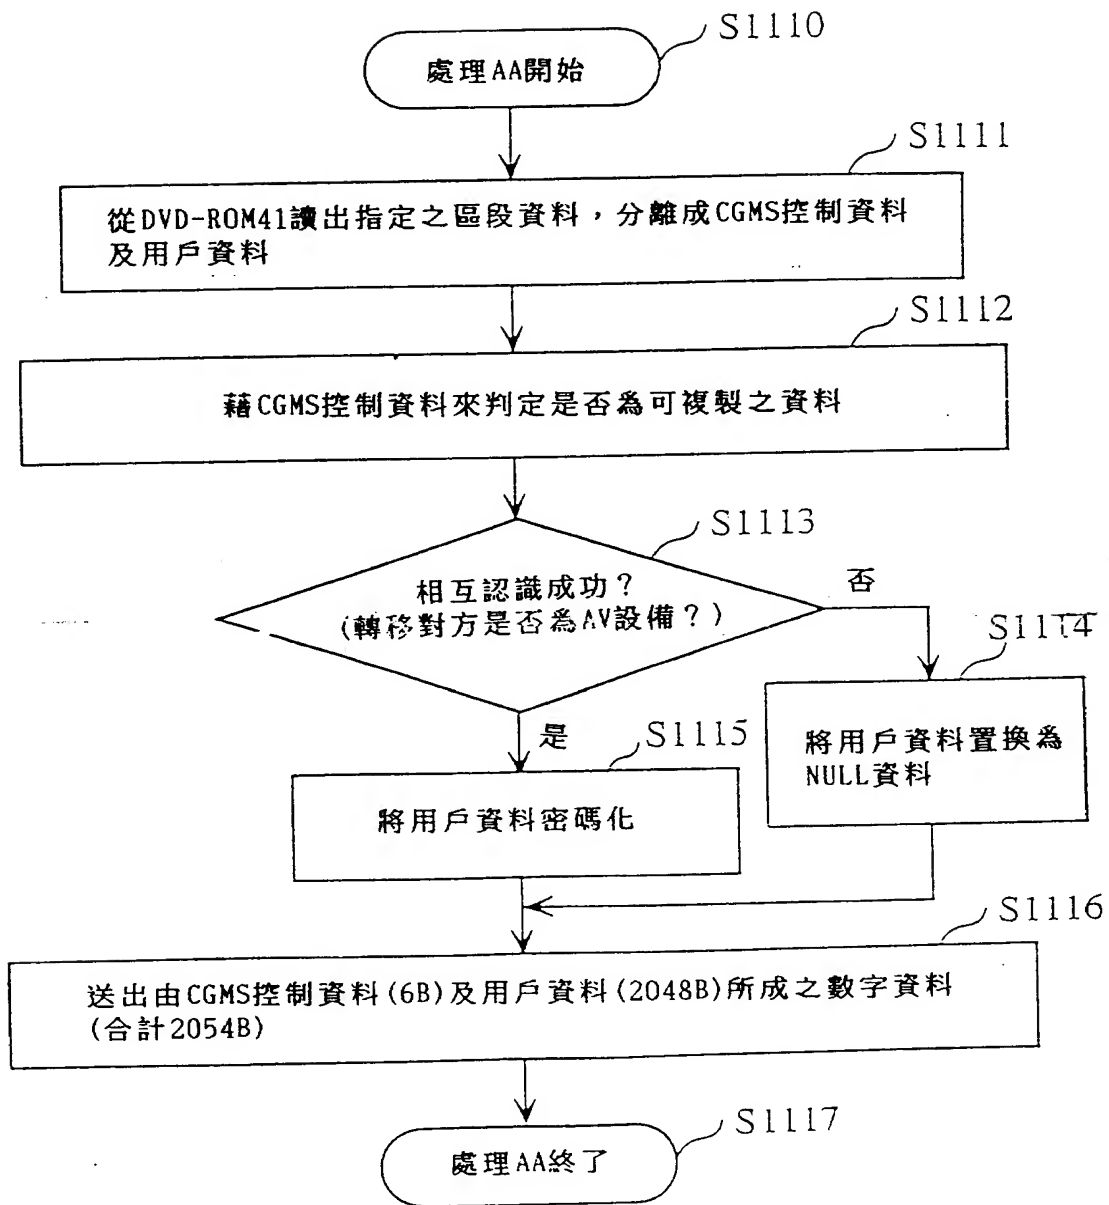 S1110
處理AA開始
S1111
從DVD-ROM41讀出指定之區段資料，分離成CGMS控制資料
及用戶資料
S1112
藉CGMS控制資料來判定是否為可複製之資料
S1113
相互認識成功？
(轉移對方是否為AV設備？)
否
S1114
將用戶資料置換為
NULL資料
是
S1115
將用戶資料密碼化
S1116
送出由CGMS控制資料(6B)及用戶資料(2048B)所成之數字資料
(合計2054B)
S1117
處理AA終了